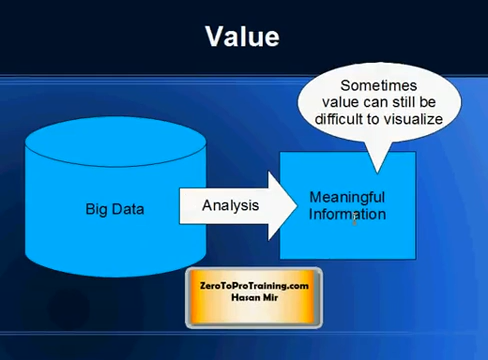 Value
Sometimes
value can still be
difficult to visualize
Big Data
Analysis
Meaningful
Information
ZeroToProTraining.com
Hasan Mir